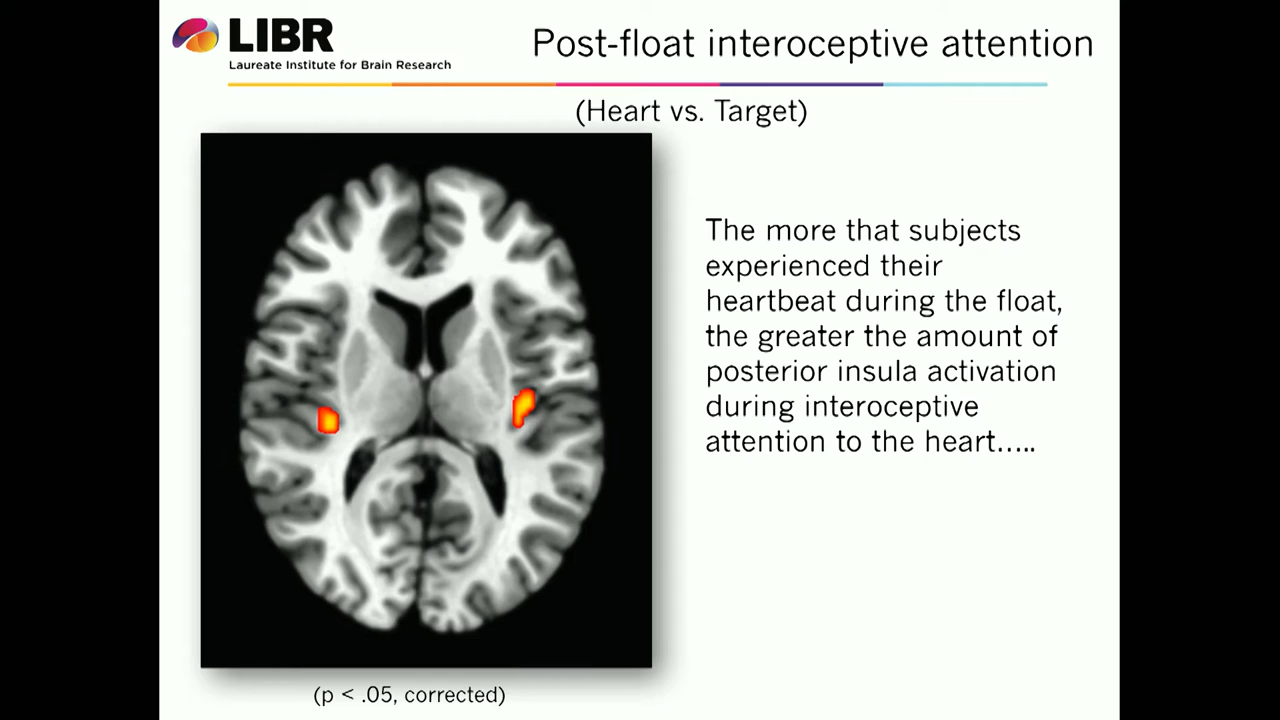 LIBR
Laureate Institute for Brain Research
Post-float interoceptive attention
(Heart vs. Target)
The more that subjects
experienced their
heartbeat during the float,
the greater the amount of
posterior insula activation
during interoceptive
attention to the heart…..
(p < .05, corrected)